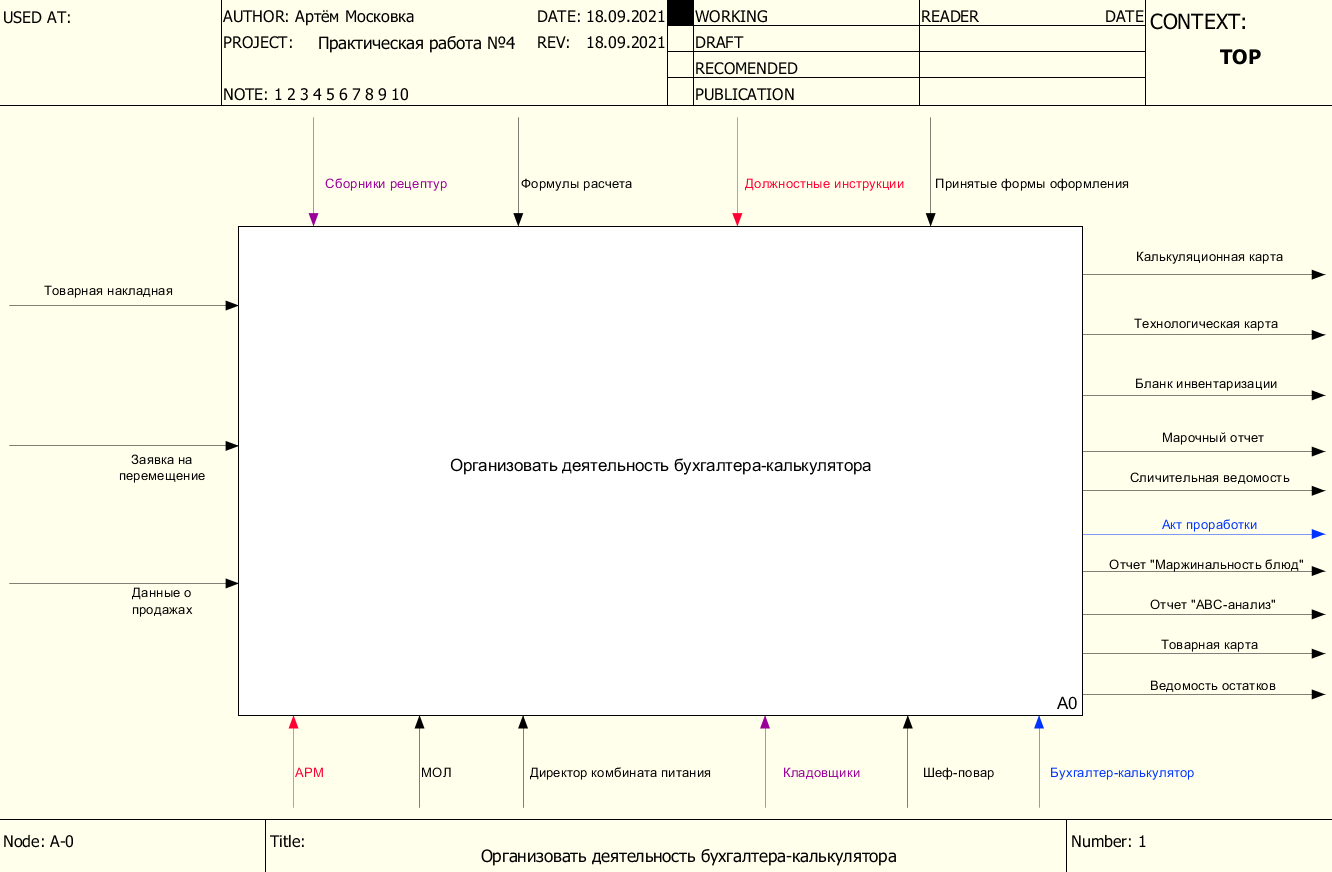 USED AT:
AUTHOR: Артём Московка
DATE: 18.09.2021
WORKING
READER
DATE
CONTEXT:
PROJECT: Практическая работа №4
REV: 18.09.2021
DRAFT
TOP
RECOMENDED
NOTE: 1 2 3 4 5 6 7 8 9 10
PUBLICATION
Сборники рецептур
Формулы расчета
Должностные инструкции
Принятые формы оформления
Товарная накладная
Заявка на
перемещение
Данные о
продажах
Организовать деятельность бухгалтера-калькулятора
A0
Калькуляционная карта
Технологическая карта
Бланк инвентаризации
Марочный отчет
Сличительная ведомость
Акт проработки
Отчет "Маржинальность блюд"
Отчет "ABC-анализ"
Товарная карта
Ведомость остатков
АРМ
МОЛ
Директор комбината питания
Кладовщики
Шеф-повар
Бухгалтер-калькулятор
Node: A-0
Title:
Организовать деятельность бухгалтера-калькулятора
Number: 1